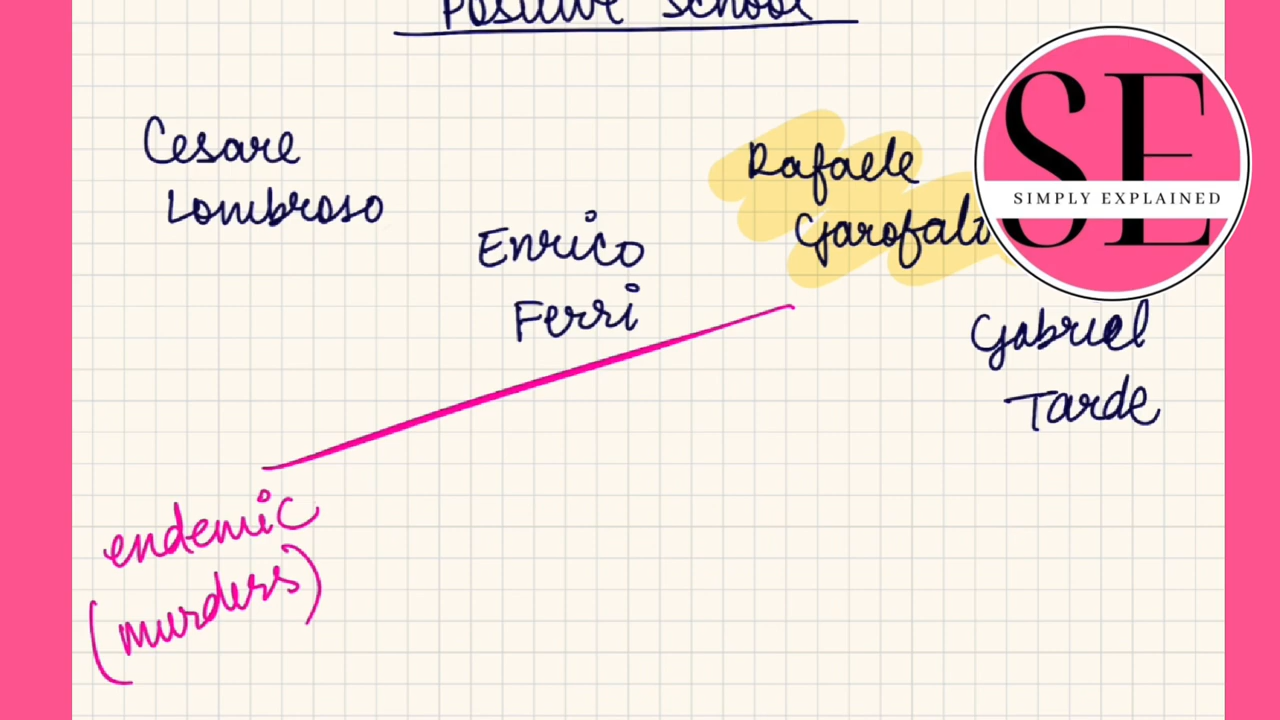 Positive School
Cesare
Lombroso
Enrico
Ferri
Rafaele
Garofalo
Gabriel
Tarde
endemic
(murders)
SE
SIMPLY EXPLAINED